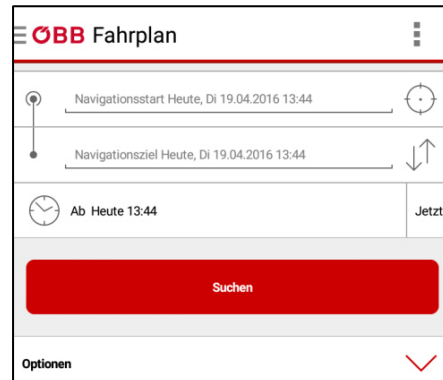 ÖBB Fahrplan
Navigationsstart Heute, Di 19.04.2016 13:44
Navigationsziel Heute, Di 19.04.2016 13:44
Ab Heute 13:44 Jetzt
Suchen
Optionen